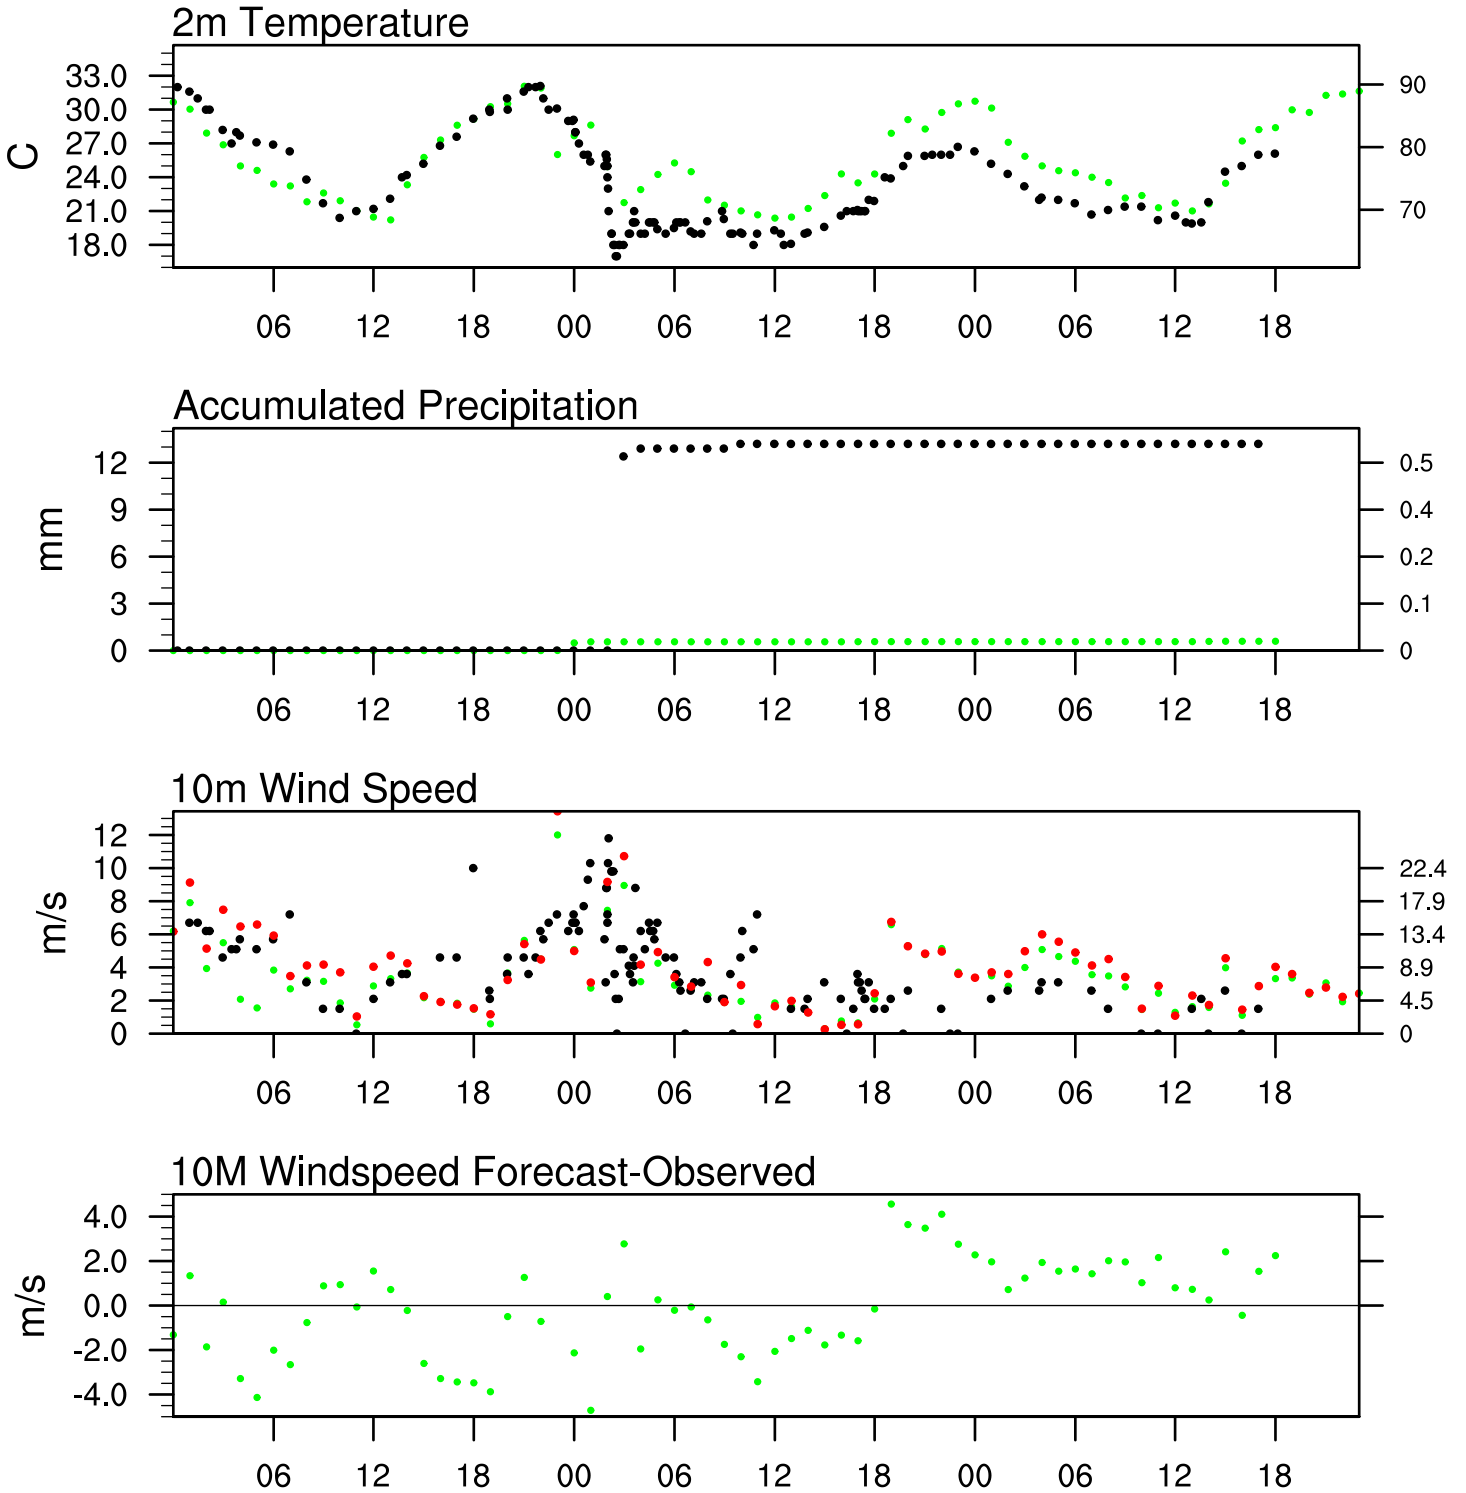 2m Temperature
33.0 90
30.0
27.0 80
24.0
21.0 70
18.0
C
06 12 18 00 06 12 18 00 06 12 18
Accumulated Precipitation
12 0.5
9 0.4
6 0.2
3 0.1
0 0
mm
06 12 18 00 06 12 18 00 06 12 18
10m Wind Speed
12
10 22.4
8 17.9
6 13.4
4 8.9
2 4.5
0 0
m/s
06 12 18 00 06 12 18 00 06 12 18
10M Windspeed Forecast-Observed
4.0
2.0
0.0
-2.0
-4.0
m/s
06 12 18 00 06 12 18 00 06 12 18